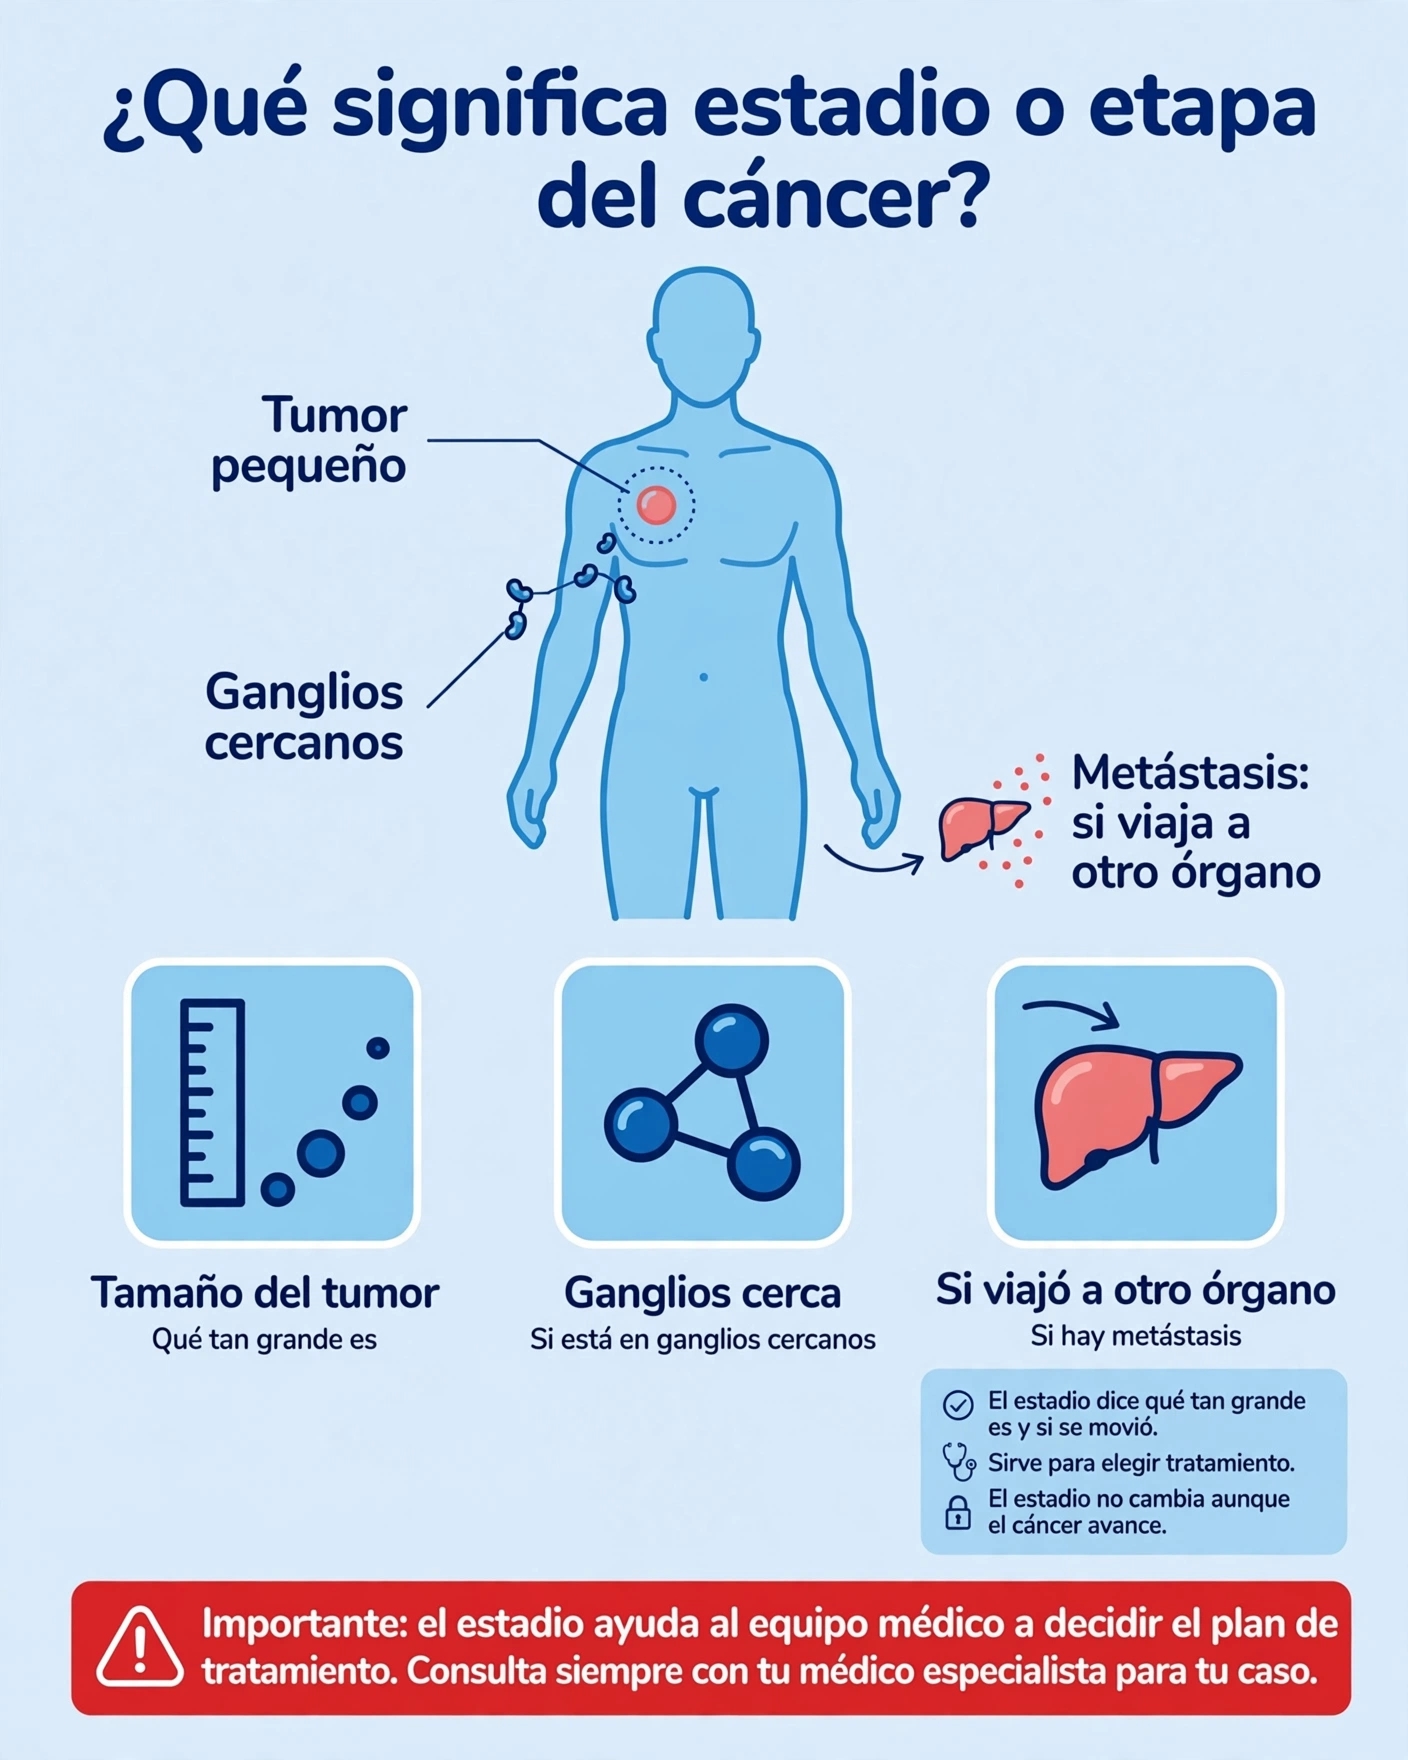 ¿Qué significa estadio o etapa
del cáncer?
Tumor
pequeño
Ganglios
cercanos
Metástasis:
si viaja a
otro órgano
Tamaño del tumor
Qué tan grande es
Ganglios cerca
Si está en ganglios cercanos
Si viajó a otro órgano
Si hay metástasis
El estadio dice qué tan grande
es y si se movió.
Sirve para elegir tratamiento.
El estadio no cambia aunque
el cáncer avance.
Importante: el estadio ayuda al equipo médico a decidir el plan de
tratamiento. Consulta siempre con tu médico especialista para tu caso.